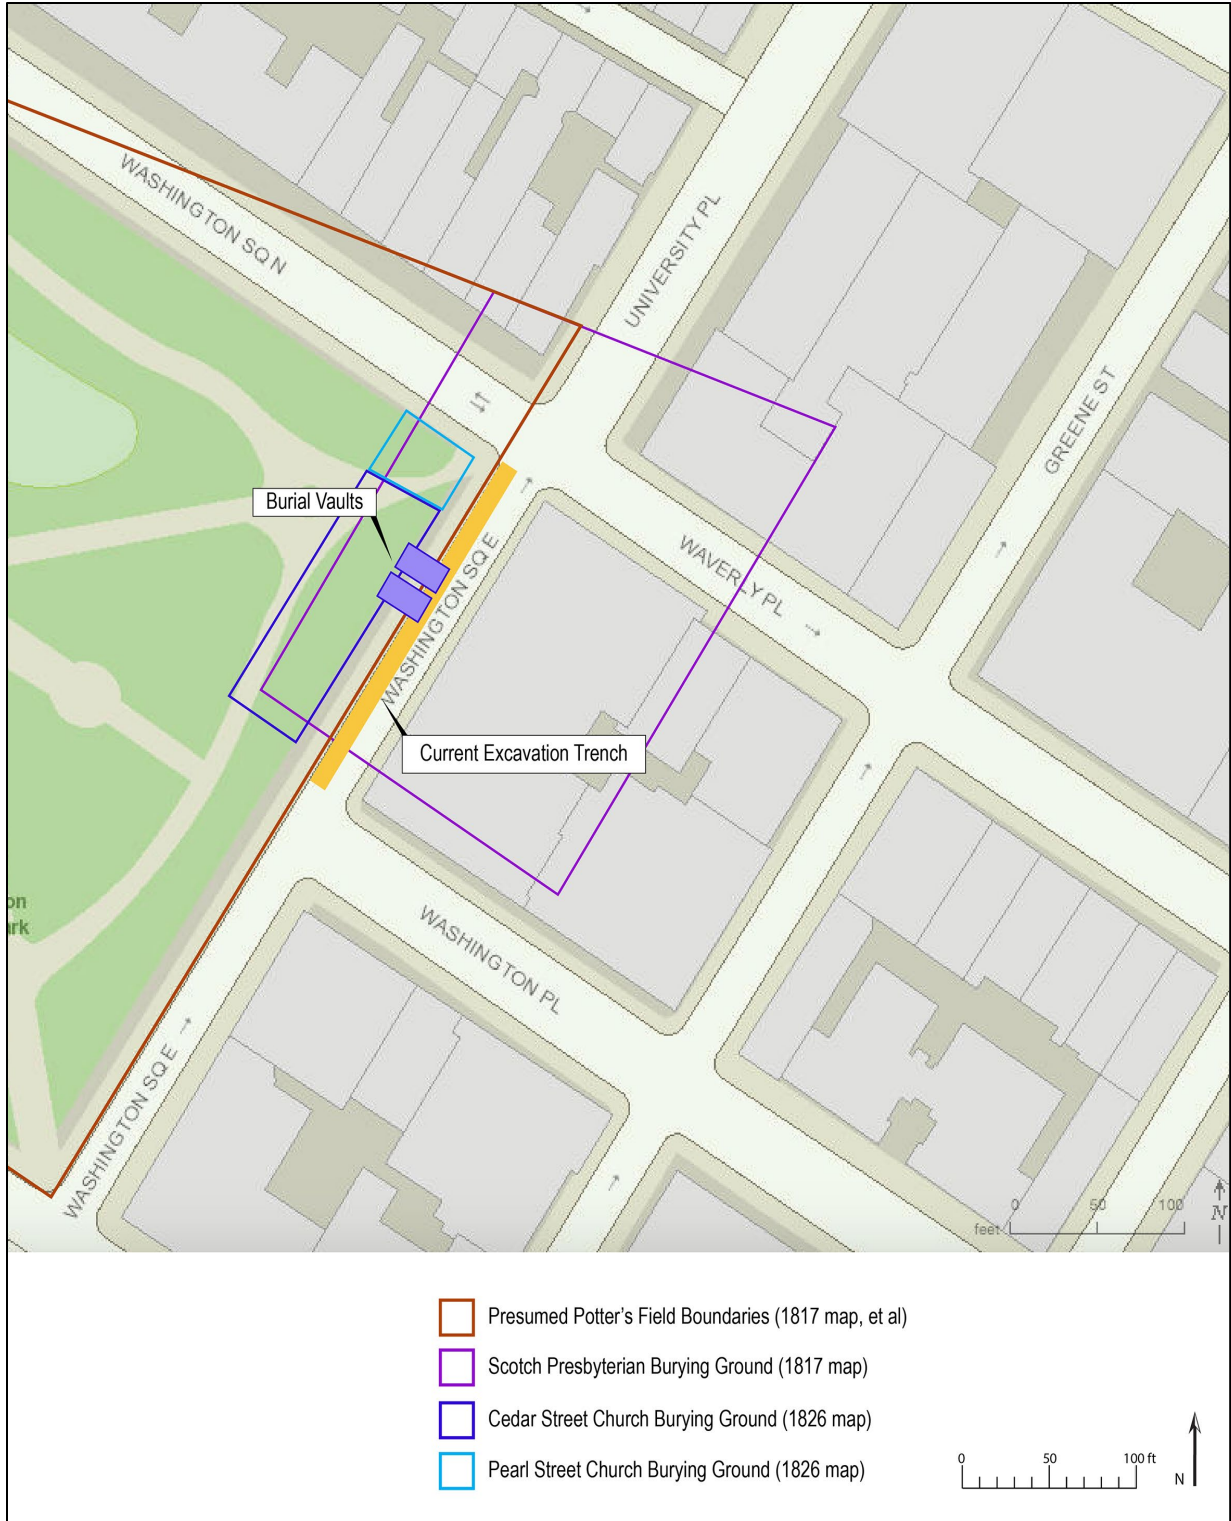 WASHINGTON SQ N
UNIVERSITY PL
GREENE ST
Burial Vaults
WASHINGTON SQ E
WAVERLY PL
Current Excavation Trench
on
ark
WASHINGTON PL
WASHINGTON SQ E
0 50 100
feet
N
Presumed Potter’s Field Boundaries (1817 map, et al)
Scotch Presbyterian Burying Ground (1817 map)
Cedar Street Church Burying Ground (1826 map)
Pearl Street Church Burying Ground (1826 map)
0 50 100 ft
N